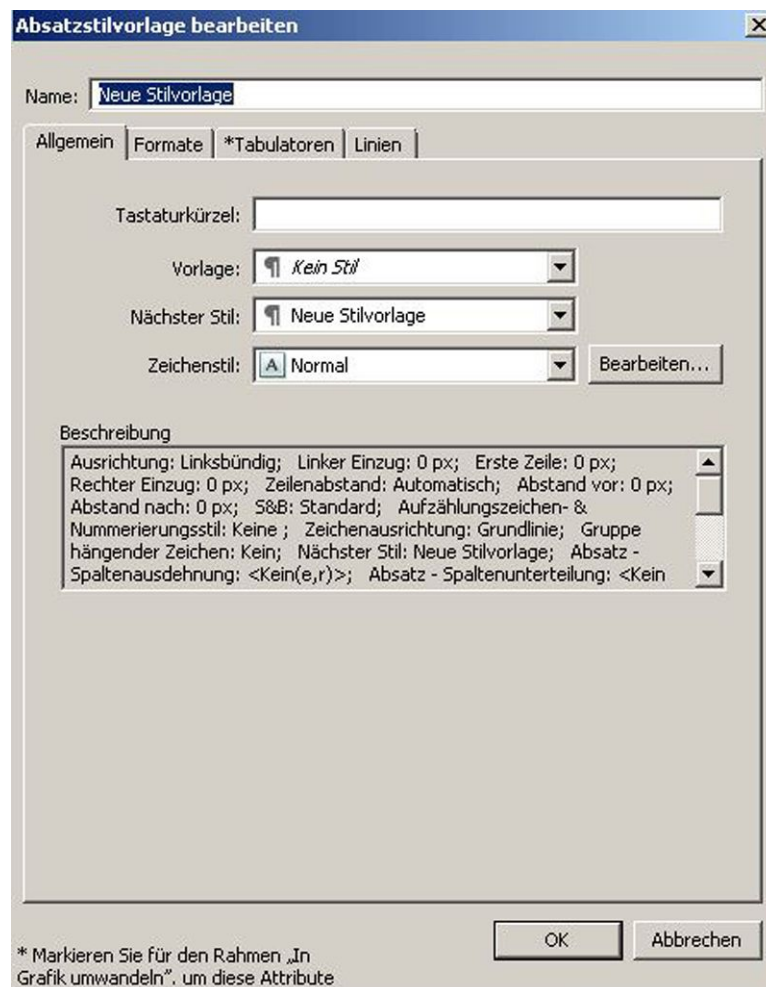 Absatzstilvorlage bearbeiten
Name: Neue Stilvorlage
Allgemein Formate *Tabulatoren Linien
Tastaturkürzel:
Vorlage: ¶ Kein Stil
Nächster Stil: ¶ Neue Stilvorlage
Zeichenstil: A Normal Bearbeiten...
Beschreibung
Ausrichtung: Linksbündig; Linker Einzug: 0 px; Erste Zeile: 0 px;
Rechter Einzug: 0 px; Zeilenabstand: Automatisch; Abstand vor: 0 px;
Abstand nach: 0 px; S&B: Standard; Aufzählungszeichen- &
Nummerierungsstil: Keine ; Zeichenausrichtung: Grundlinie; Gruppe
hängender Zeichen: Kein; Nächster Stil: Neue Stilvorlage; Absatz -
Spaltenausdehnung: <Kein(e,r)>; Absatz - Spaltenunterteilung: <Kein
OK Abbrechen
* Markieren Sie für den Rahmen „In
Grafik umwandeln”, um diese Attribute